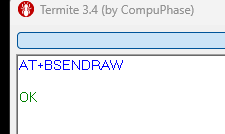 Termite 3.4 (by CompuPhase)
AT+BSENDRAW
OK